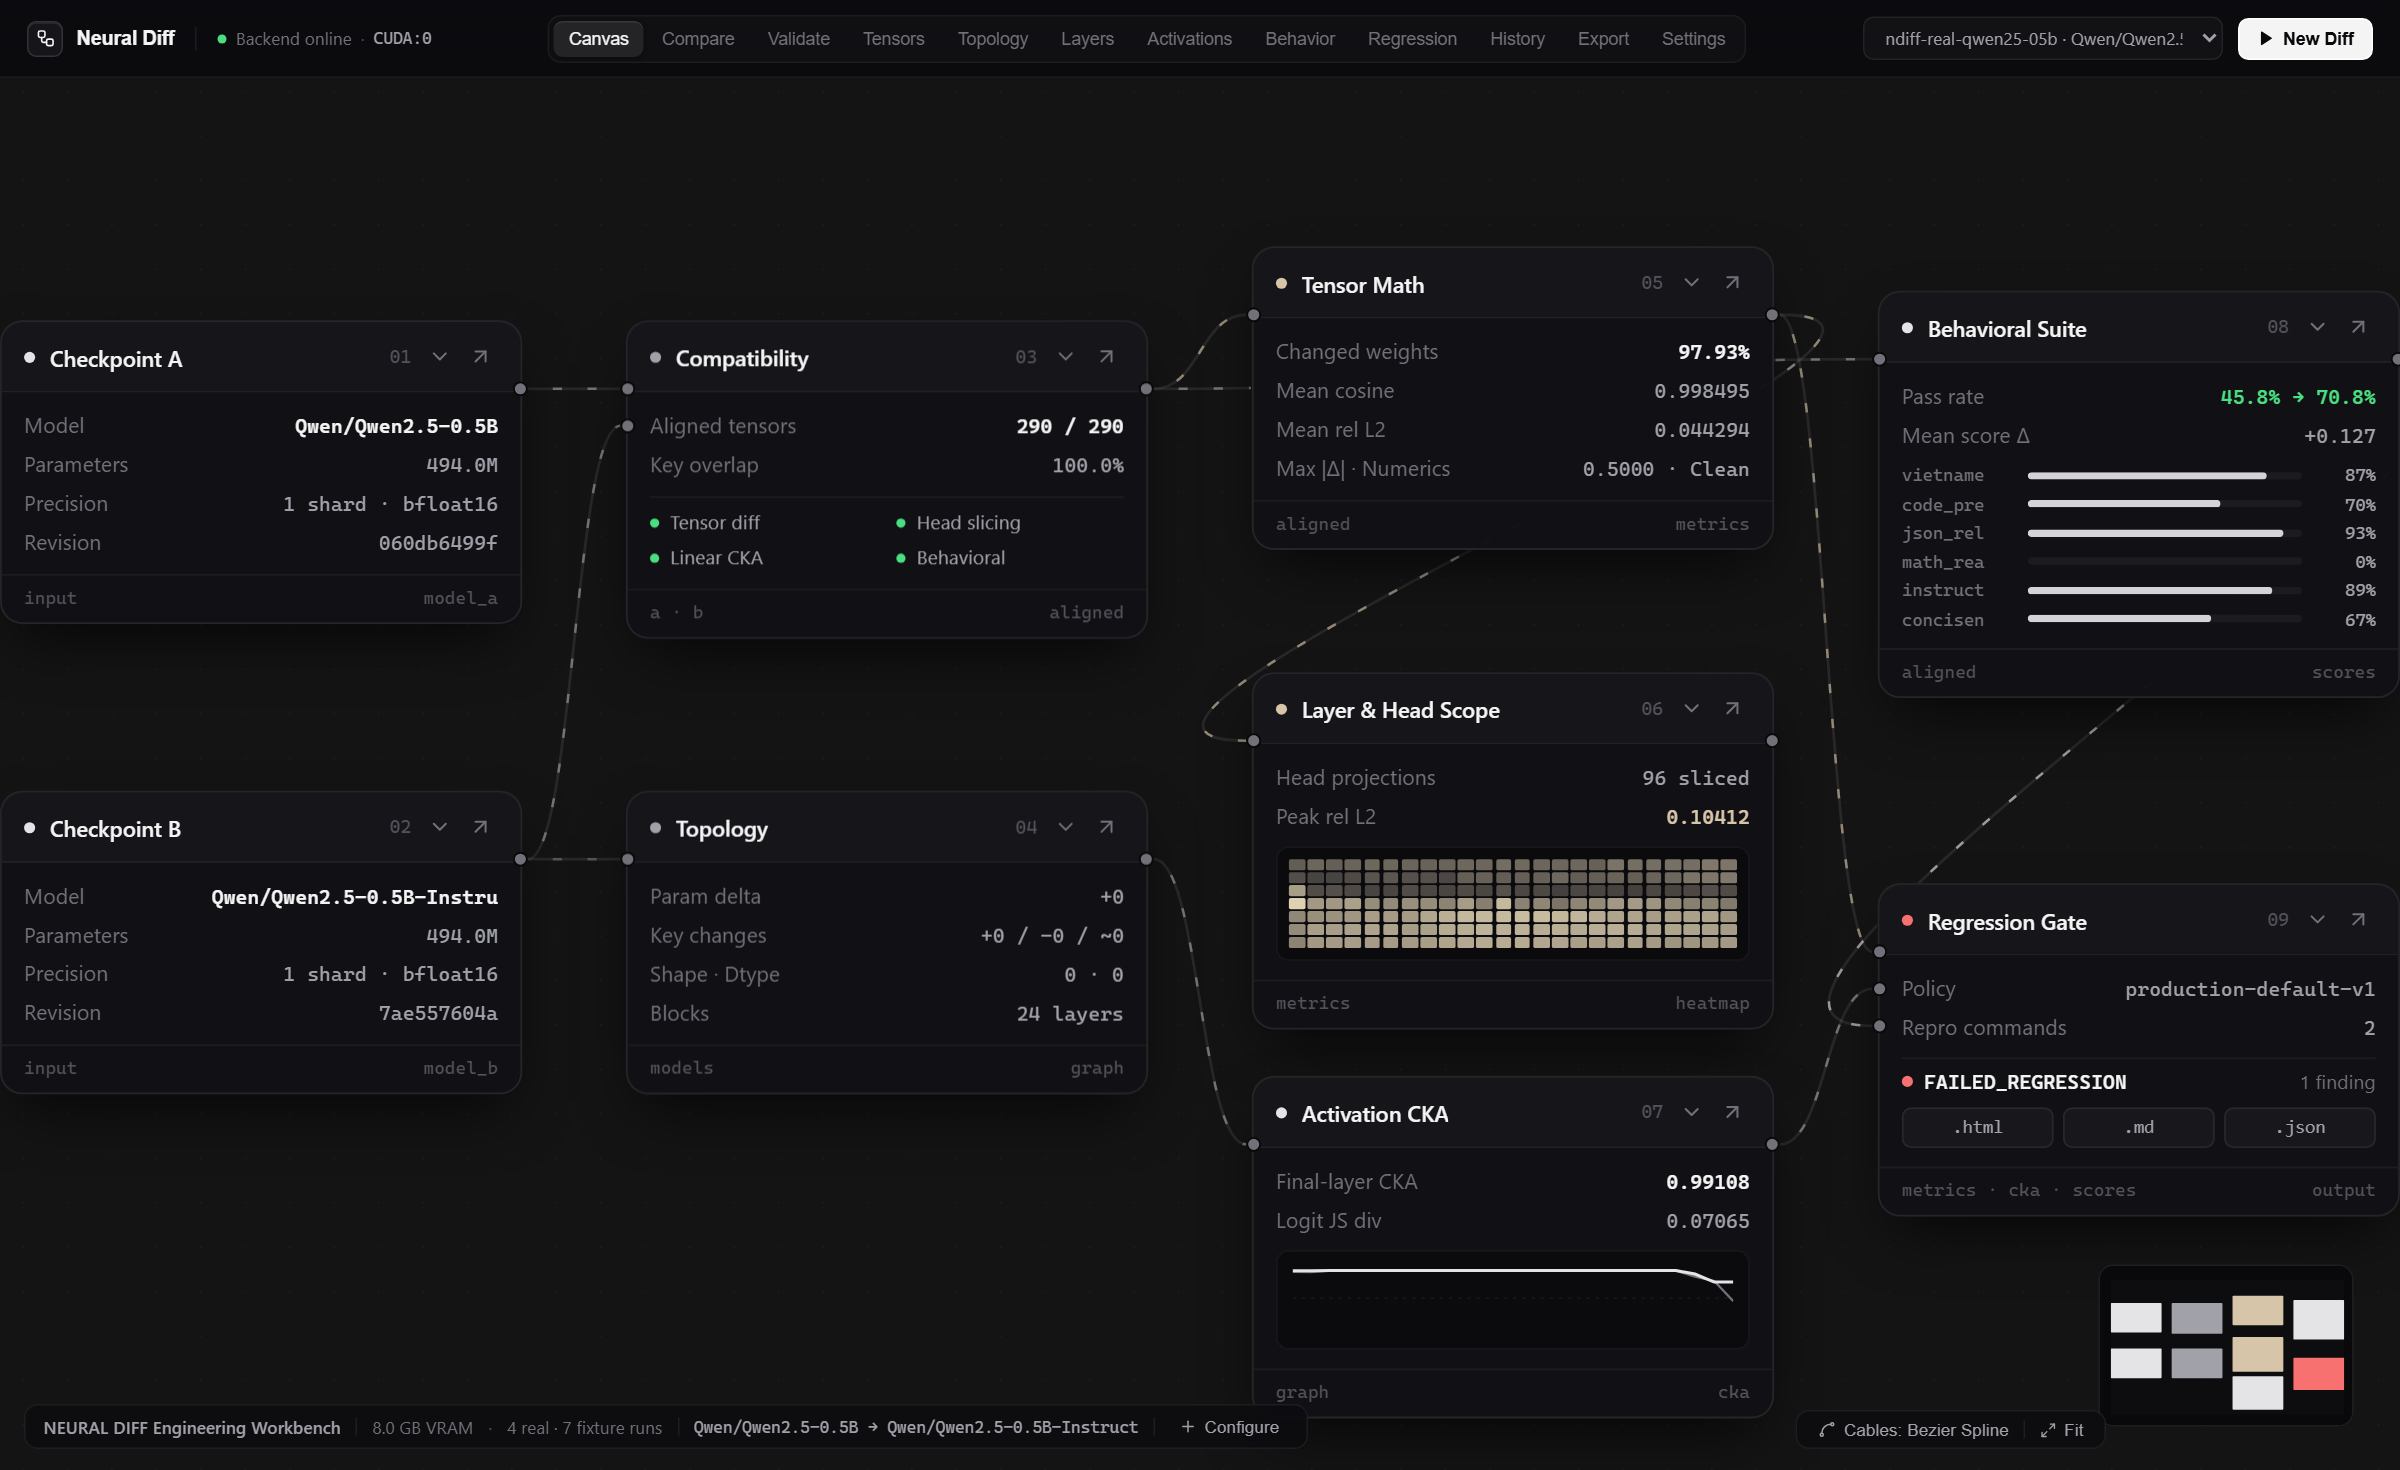 Neural Diff
Backend online · CUDA:0
Canvas Compare Validate Tensors Topology Layers Activations Behavior Regression History Export Settings
ndiff-real-qwen25-05b · Qwen/Qwen2.!
New Diff
Checkpoint A 01
Model Qwen/Qwen2.5-0.5B
Parameters 494.0M
Precision 1 shard · bfloat16
Revision 060db6499f
input model_a
Checkpoint B 02
Model Qwen/Qwen2.5-0.5B-Instru
Parameters 494.0M
Precision 1 shard · bfloat16
Revision 7ae557604a
input model_b
Compatibility 03
Aligned tensors 290 / 290
Key overlap 100.0%
Tensor diff Head slicing
Linear CKA Behavioral
a · b aligned
Topology 04
Param delta +0
Key changes +0 / −0 / ~0
Shape · Dtype 0 · 0
Blocks 24 layers
models graph
Tensor Math 05
Changed weights 97.93%
Mean cosine 0.998495
Mean rel L2 0.044294
Max |Δ| · Numerics 0.5000 · Clean
aligned metrics
Layer & Head Scope 06
Head projections 96 sliced
Peak rel L2 0.10412
metrics heatmap
Activation CKA 07
Final-layer CKA 0.99108
Logit JS div 0.07065
graph cka
Behavioral Suite 08
Pass rate 45.8% → 70.8%
Mean score Δ +0.127
vietname 87%
code_pre 70%
json_rel 93%
math_rea 0%
instruct 89%
concisen 67%
aligned scores
Regression Gate 09
Policy production-default-v1
Repro commands 2
FAILED_REGRESSION 1 finding
.html .md .json
metrics · cka · scores output
NEURAL DIFF Engineering Workbench 8.0 GB VRAM · 4 real · 7 fixture runs Qwen/Qwen2.5-0.5B → Qwen/Qwen2.5-0.5B-Instruct + Configure
Cables: Bezier Spline Fit